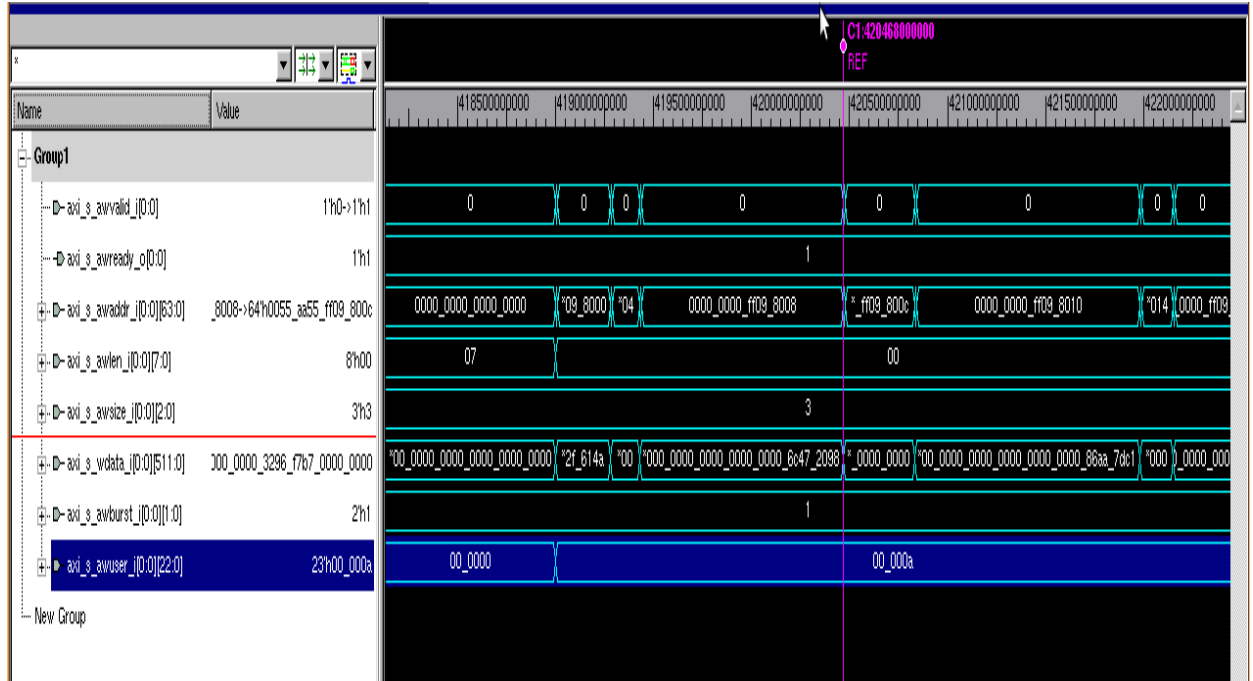 C1:420468000000
REF
*
Name Value
418500000000 419000000000 419500000000 420000000000 420500000000 421000000000 421500000000 422000000000
Group1
axi_s_awvalid_i[0:0] 1'h0->1'h1 0 0 0 0 0 0 0 0
axi_s_awready_o[0:0] 1'h1 1
axi_s_awaddr_i[0:0][63:0] _8008->64'h0055_aa55_ff09_800c 0000_0000_0000_0000 *09_8000 *04 0000_0000_ff09_8008 *_ff09_800c 0000_0000_ff09_8010 *014 _0000_ff09
axi_s_awlen_i[0:0][7:0] 8'h00 07 00
axi_s_awsize_i[0:0][2:0] 3'h3 3
axi_s_wdata_i[0:0][511:0] 000_0000_3296_f7b7_0000_0000 *00_0000_0000_0000_0000_0000 *2f_614a *00 *000_0000_0000_0000_0000_6c47_2098 *_0000_0000 *00_0000_0000_0000_0000_0000_86aa_7dc1 *000 _0000_000
axi_s_awburst_i[0:0][1:0] 2'h1 1
axi_s_awuser_i[0:0][22:0] 23'h00_000a 00_0000 00_000a
New Group